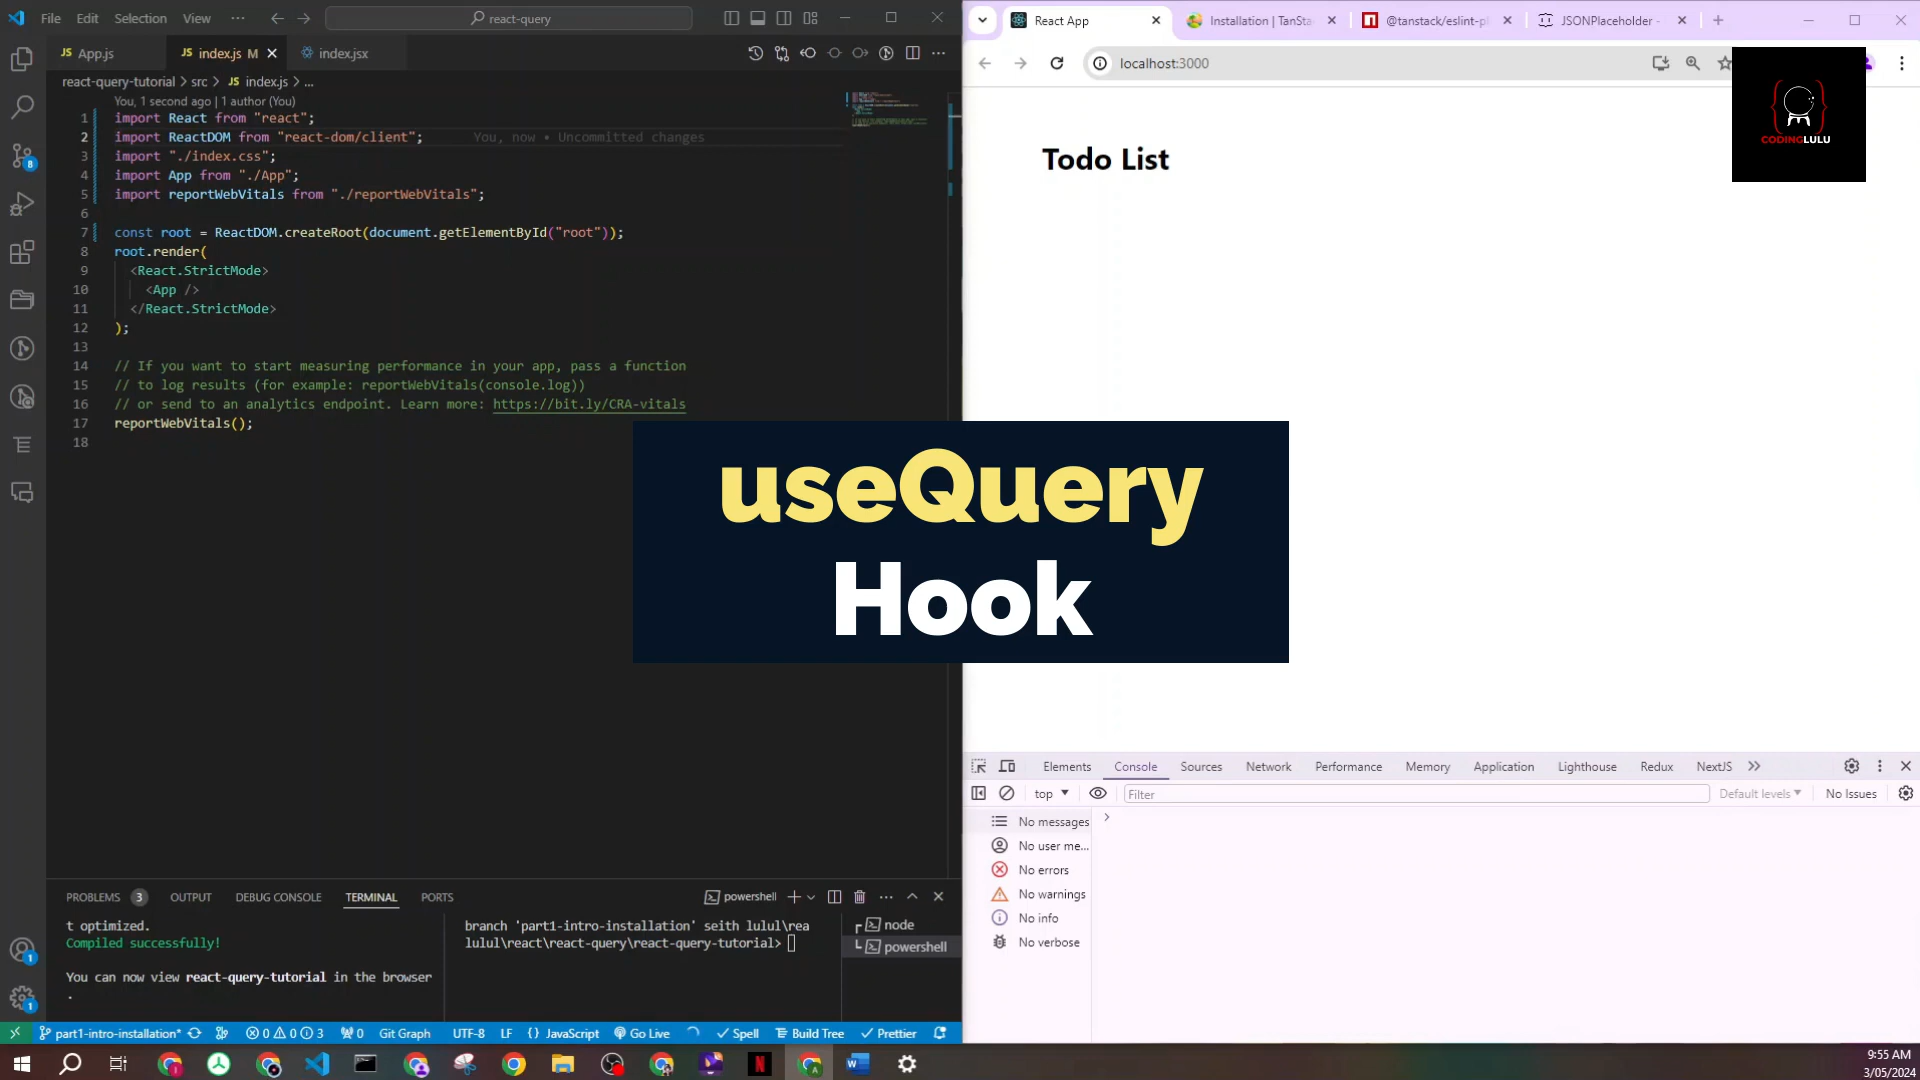 File Edit Selection View ... react-query
App.js index.js M index.jsx
react-query-tutorial > src > index.js > ...
You, 1 second ago | 1 author (You)
1 import React from "react";
2 import ReactDOM from "react-dom/client"; You, now • Uncommitted changes
3 import "./index.css";
4 import App from "./App";
5 import reportWebVitals from "./reportWebVitals";
6
7 const root = ReactDOM.createRoot(document.getElementById("root"));
8 root.render(
9 <React.StrictMode>
10 <App />
11 </React.StrictMode>
12 );
13
14 // If you want to start measuring performance in your app, pass a function
15 // to log results (for example: reportWebVitals(console.log))
16 // or send to an analytics endpoint. Learn more: https://bit.ly/CRA-vitals
17 reportWebVitals();
18
useQuery
Hook
PROBLEMS 3 OUTPUT DEBUG CONSOLE TERMINAL PORTS powershell
t optimized.
Compiled successfully!
You can now view react-query-tutorial in the browser
.
branch 'part1-intro-installation' seith lulul\rea
lulul\react\react-query\react-query-tutorial>
node
powershell
part1-intro-installation* 0 0 3 0 Git Graph UTF-8 LF {} JavaScript Go Live Spell Build Tree Prettier
React App Installation | TanSta @tanstack/eslint-pl JSONPlaceholder -
localhost:3000
CODINGLULU
Todo List
Elements Console Sources Network Performance Memory Application Lighthouse Redux NextJS
top Filter Default levels No Issues
No messages
No user me...
No errors
No warnings
No info
No verbose
9:55 AM
3/05/2024